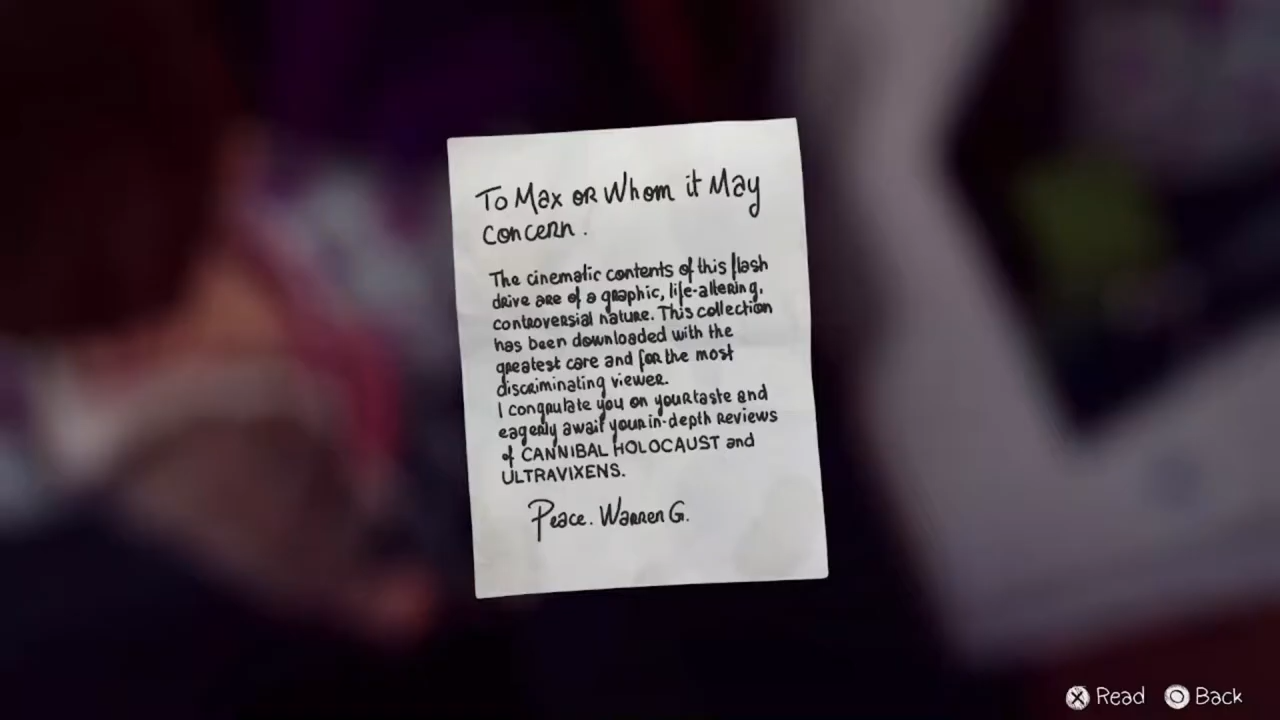 To Max or Whom it May
Concern.
The cinematic contents of this flash
drive are of a graphic, life-altering,
controversial nature. This collection
has been downloaded with the
greatest care and for the most
discriminating viewer.
I congrulate you on your taste and
eagerly await your in-depth reviews
of CANNIBAL HOLOCAUST and
ULTRAVIXENS.
Peace. Warren G.
Read Back